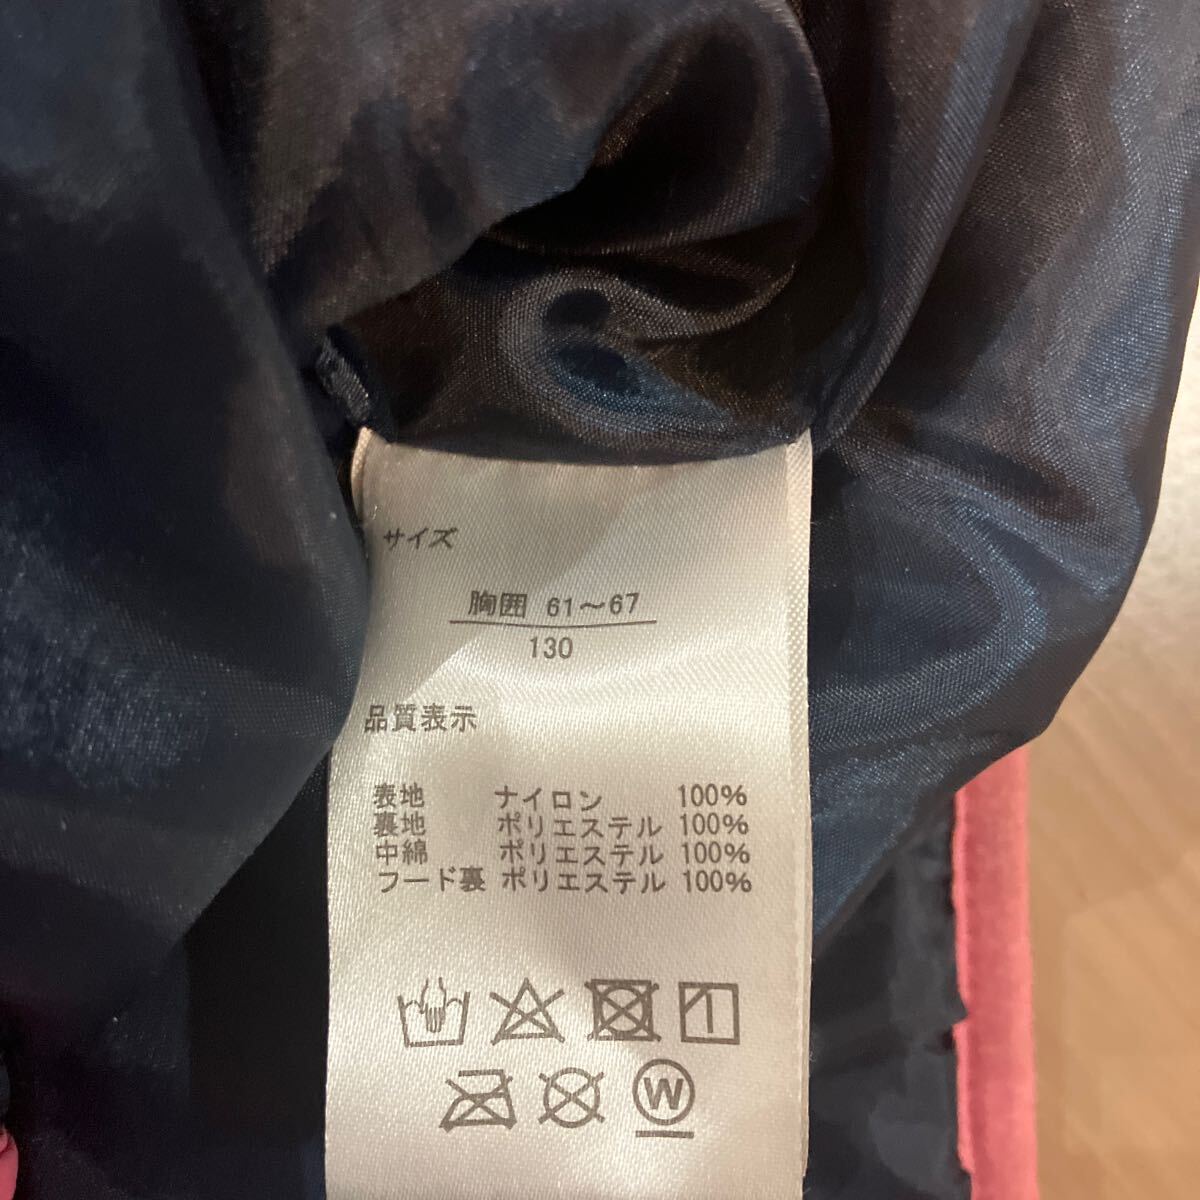 サイズ
胸囲 61～67
130
品質表示
表地 ナイロン 100%
裏地 ポリエステル 100%
中綿 ポリエステル 100%
フード裏 ポリエステル 100%
W